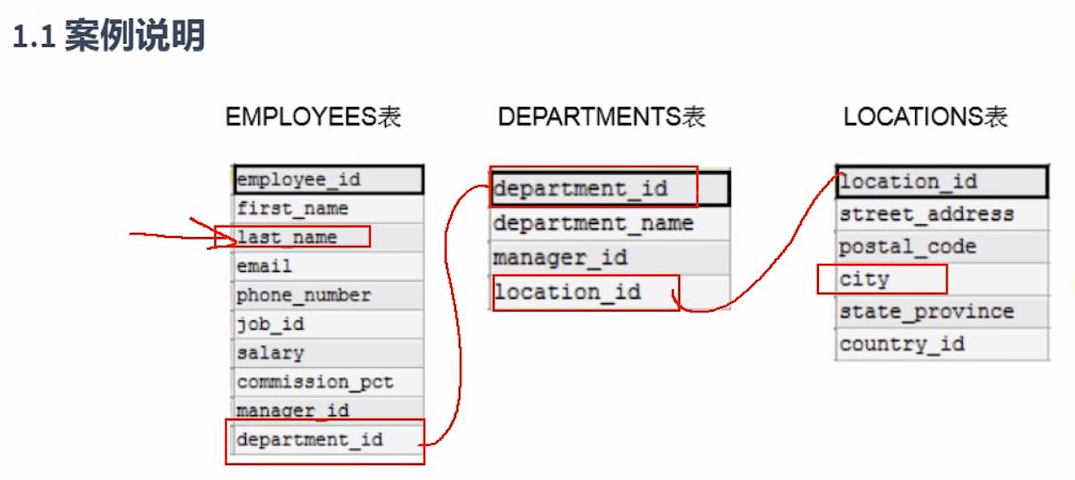 1.1 案例说明
EMPLOYEES表
employee_id
first_name
last_name
email
phone_number
job_id
salary
commission_pct
manager_id
department_id
DEPARTMENTS表
department_id
department_name
manager_id
location_id
LOCATIONS表
location_id
street_address
postal_code
city
state_province
country_id